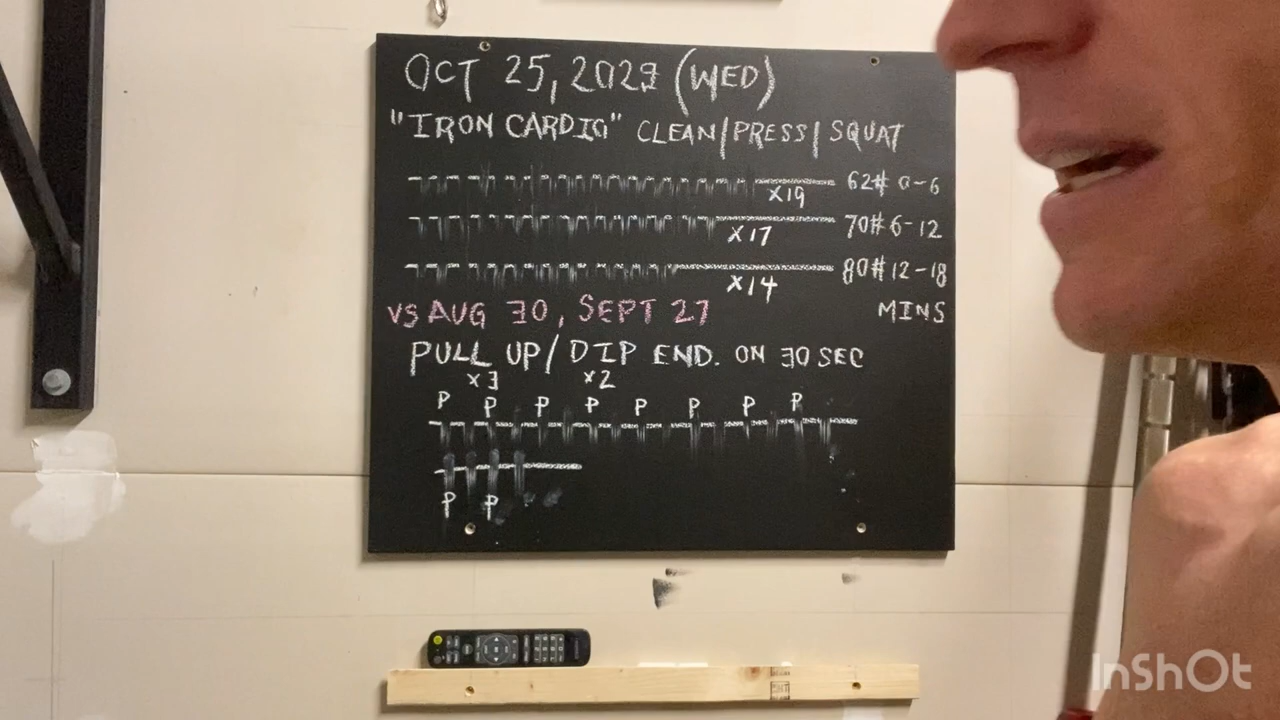 OCT 25, 2023 (WED)
"IRON CARDIO" CLEAN/PRESS/SQUAT
62# 0-6
X19
70# 6-12
X17
80# 12-18
X14
MINS
VS AUG 30, SEPT 27
PULL UP/DIP END. ON 30 SEC
X3 X2
P P P P P P P P
P P
InShOt